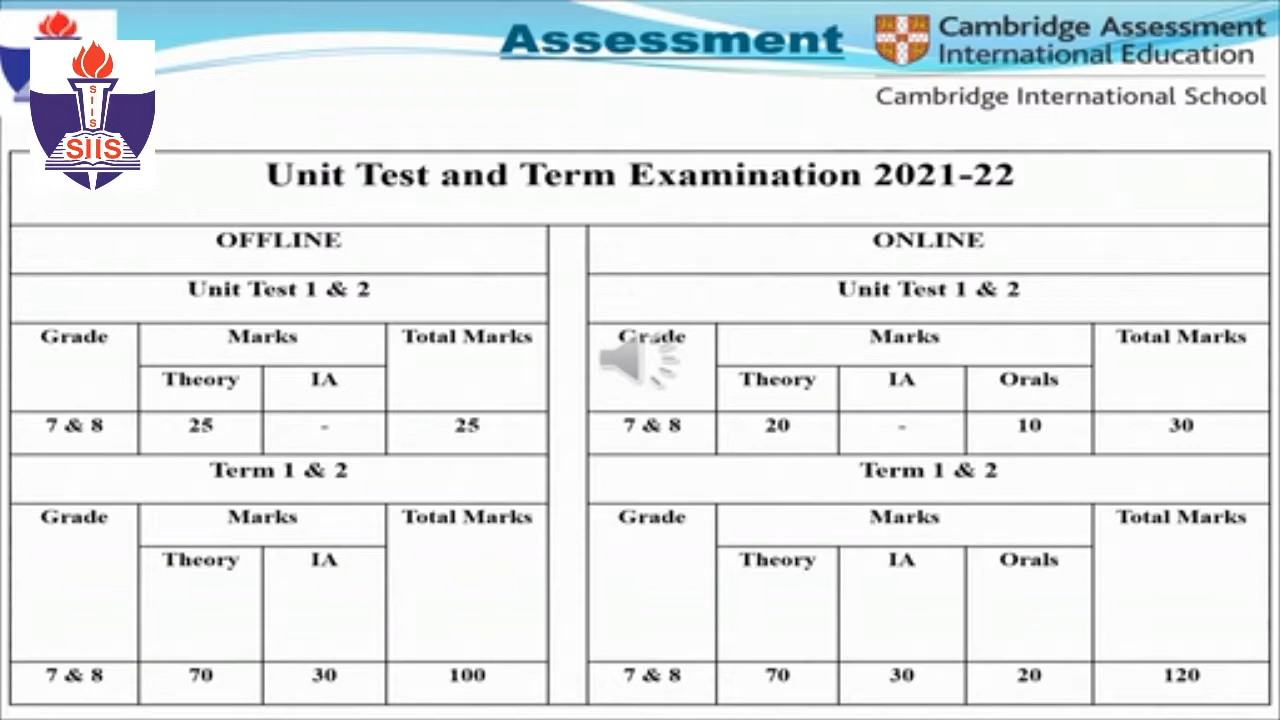 Assessment
Cambridge Assessment
International Education
Cambridge International School
S
I
I
S
SIIS
Unit Test and Term Examination 2021-22
OFFLINE
ONLINE
Unit Test 1 & 2
Unit Test 1 & 2
Grade Marks Total Marks
Grade Marks Total Marks
Theory IA
Theory IA Orals
7 & 8 25 - 25
7 & 8 20 - 10 30
Term 1 & 2
Term 1 & 2
Grade Marks Total Marks
Grade Marks Total Marks
Theory IA
Theory IA Orals
7 & 8 70 30 100
7 & 8 70 30 20 120